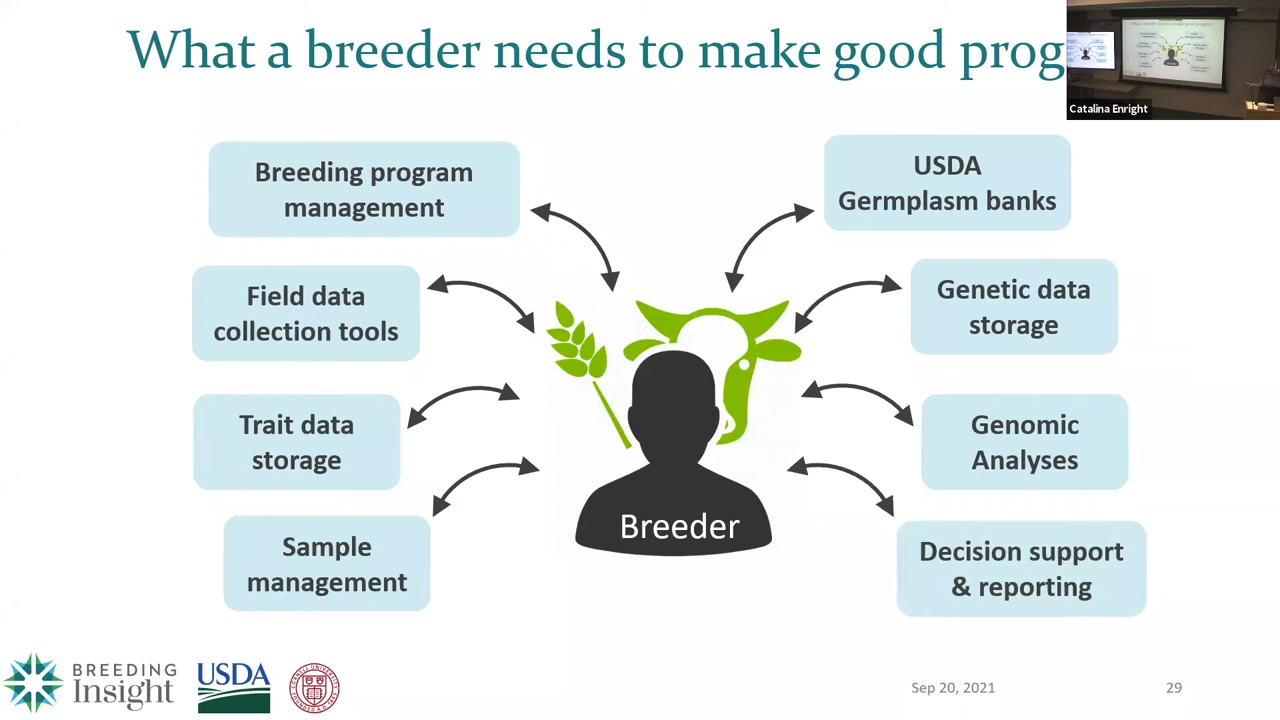 What a breeder needs to make good prog
Catalina Enright
Breeding program
management
USDA
Germplasm banks
Field data
collection tools
Genetic data
storage
Trait data
storage
Genomic
Analyses
Sample
management
Decision support
& reporting
Breeder
BREEDING
Insight
USDA
Sep 20, 2021
29